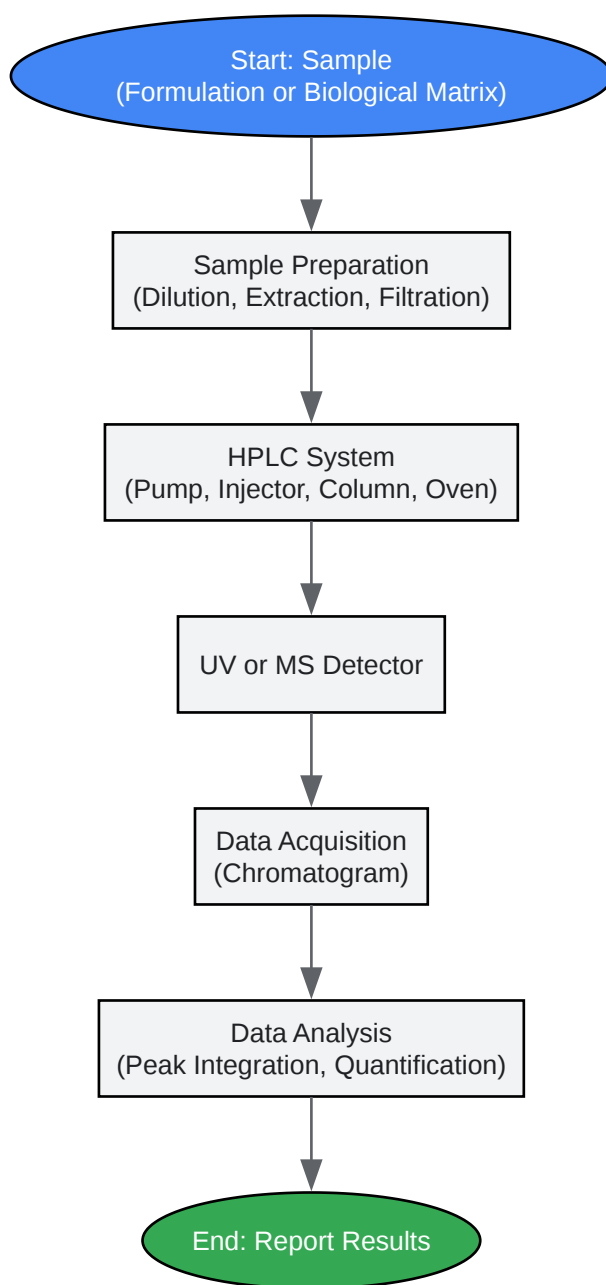 Start: Sample
(Formulation or Biological Matrix)
Sample Preparation
(Dilution, Extraction, Filtration)
HPLC System
(Pump, Injector, Column, Oven)
UV or MS Detector
Data Acquisition
(Chromatogram)
Data Analysis
(Peak Integration, Quantification)
End: Report Results